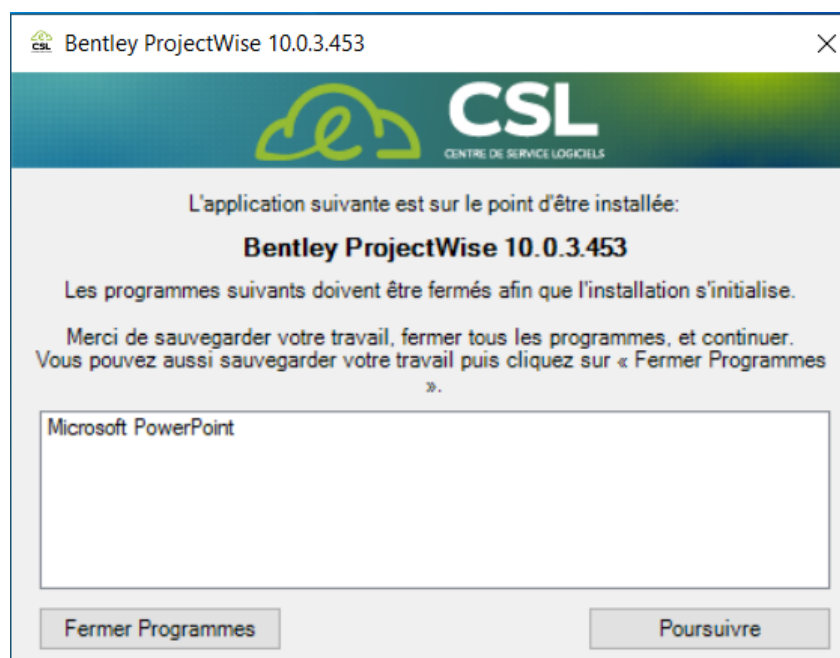 Bentley ProjectWise 10.0.3.453
CSL
CENTRE DE SERVICE LOGICIELS
L'application suivante est sur le point d'être installée:
Bentley ProjectWise 10.0.3.453
Les programmes suivants doivent être fermés afin que l'installation s'initialise.
Merci de sauvegarder votre travail, fermer tous les programmes, et continuer.
Vous pouvez aussi sauvegarder votre travail puis cliquez sur « Fermer Programmes
».
Microsoft PowerPoint
Fermer Programmes
Poursuivre